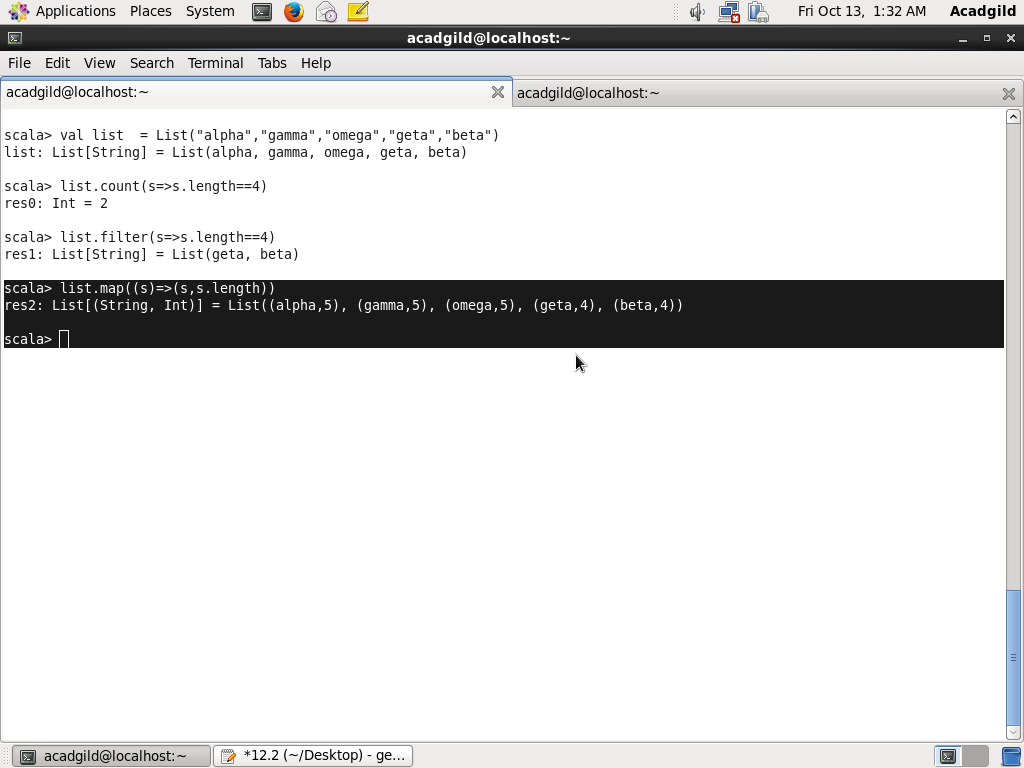 Applications Places System Fri Oct 13, 1:32 AM Acadgild
acadgild@localhost:~
File Edit View Search Terminal Tabs Help
acadgild@localhost:~ acadgild@localhost:~
scala> val list  = List("alpha","gamma","omega","geta","beta")
list: List[String] = List(alpha, gamma, omega, geta, beta)
scala> list.count(s=>s.length==4)
res0: Int = 2
scala> list.filter(s=>s.length==4)
res1: List[String] = List(geta, beta)
scala> list.map((s)=>(s,s.length))
res2: List[(String, Int)] = List((alpha,5), (gamma,5), (omega,5), (geta,4), (beta,4))
scala>
acadgild@localhost:~ *12.2 (~/Desktop) - ge...